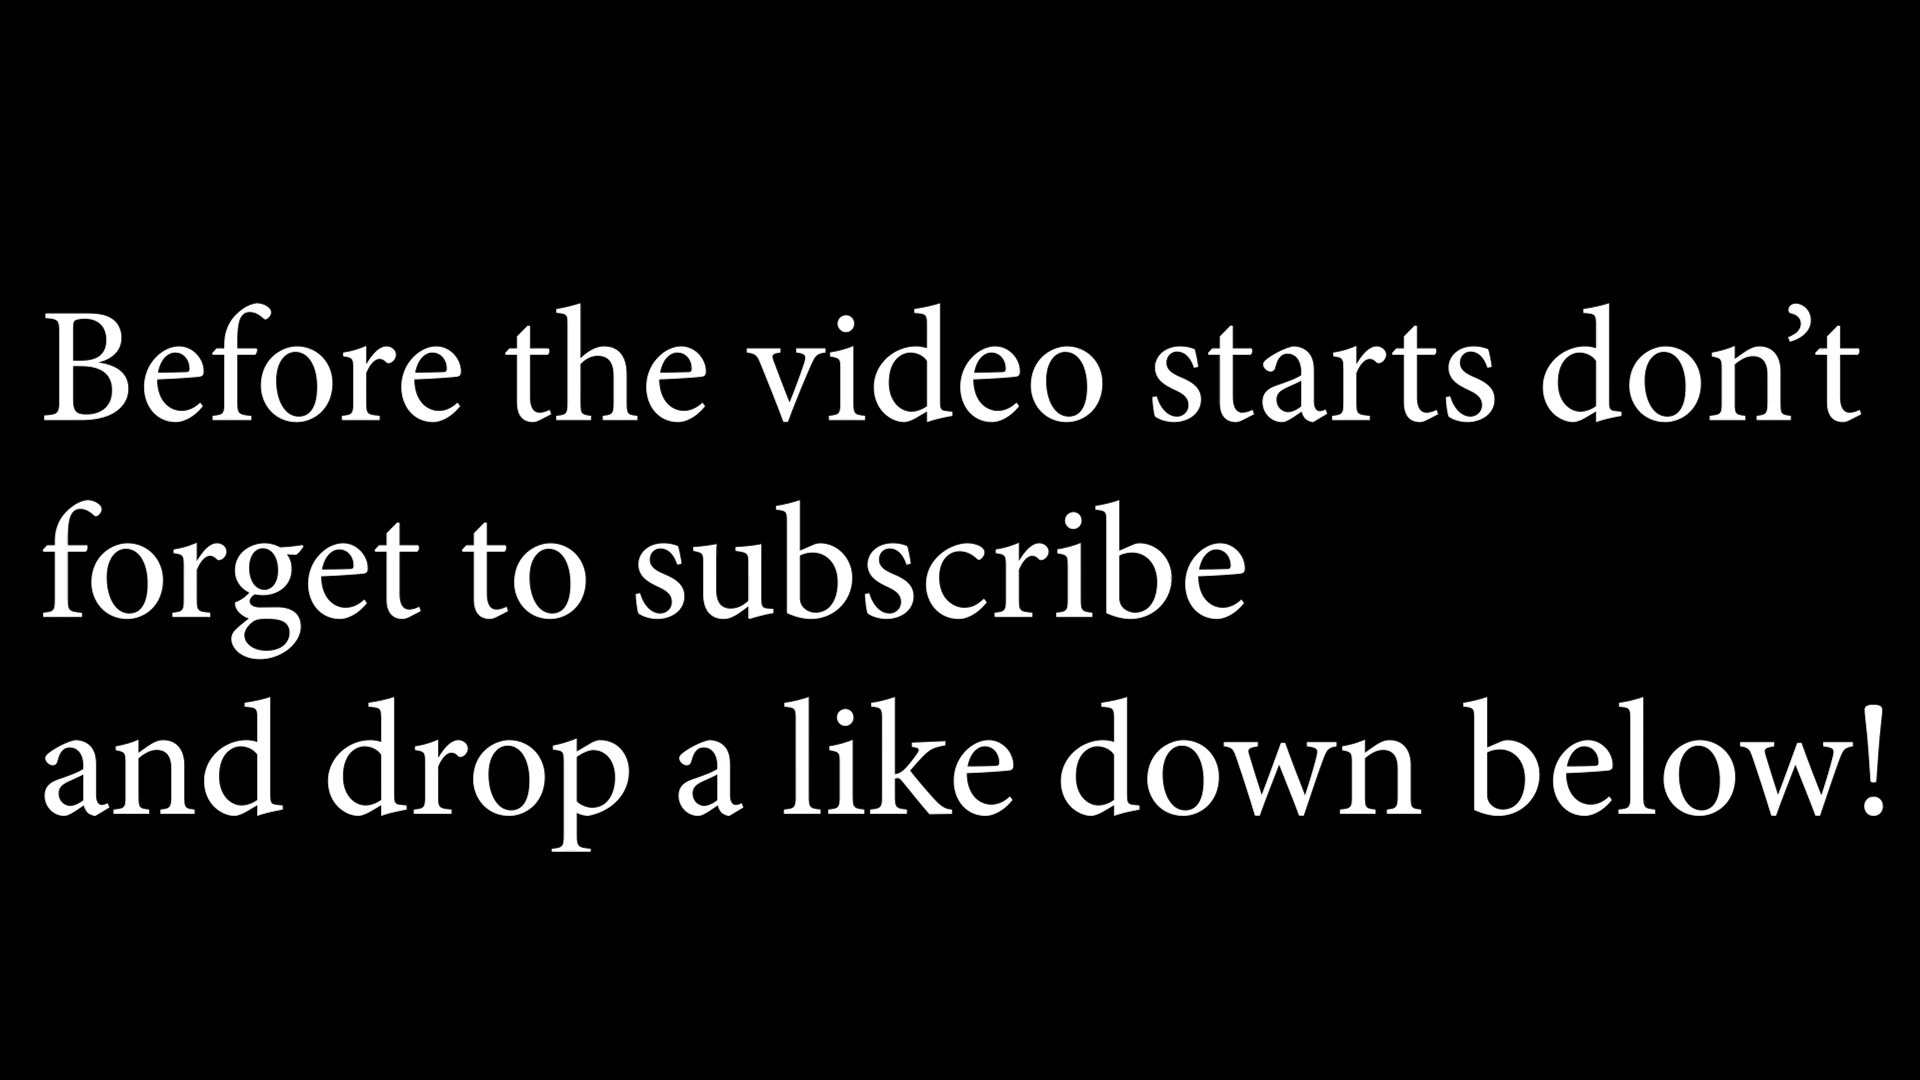 Before the video starts don’t
forget to subscribe
and drop a like down below!